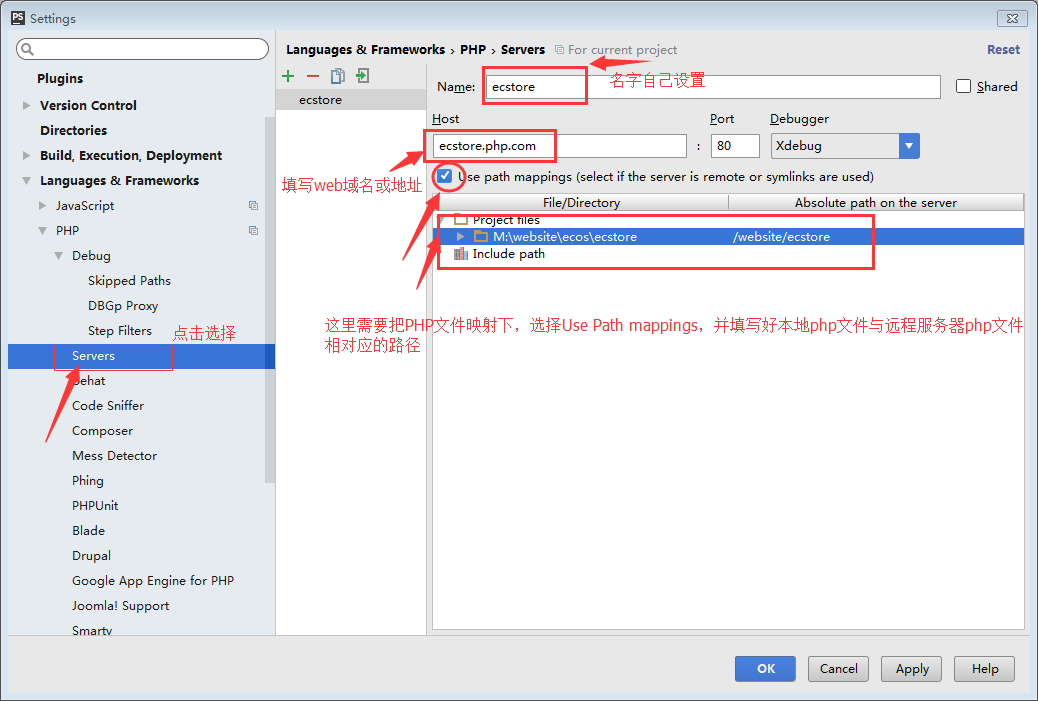 PS Settings
Languages & Frameworks › PHP › Servers For current project Reset
Plugins
Version Control
Directories
Build, Execution, Deployment
Languages & Frameworks
JavaScript
PHP
Debug
Skipped Paths
DBGp Proxy
Step Filters
点击选择
Servers
Behat
Code Sniffer
Composer
Mess Detector
Phing
PHPUnit
Blade
Drupal
Google App Engine for PHP
Joomla! Support
Smarty
ecstore
Name: ecstore
名字自己设置
Shared
Host Port Debugger
ecstore.php.com : 80 Xdebug
填写web域名或地址
Use path mappings (select if the server is remote or symlinks are used)
File/Directory Absolute path on the server
Project files
M:\website\ecos\ecstore /website/ecstore
Include path
这里需要把PHP文件映射下，选择Use Path mappings，并填写好本地php文件与远程服务器php文件
相对应的路径
OK Cancel Apply Help